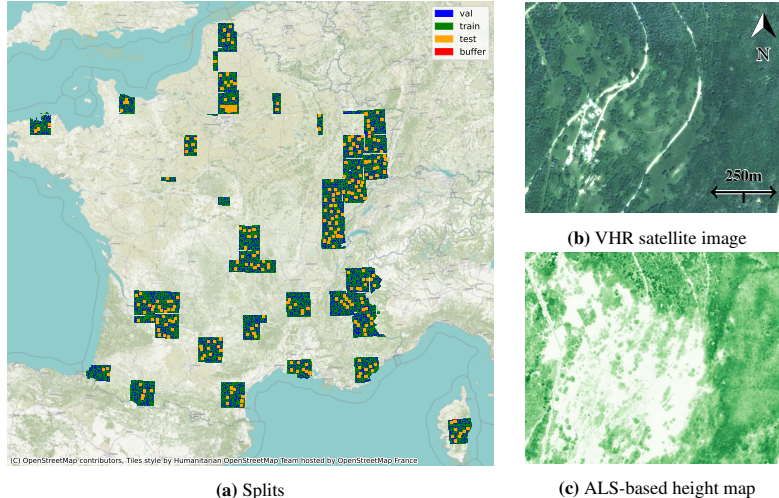 val
train
test
buffer
(C) OpenStreetMap contributors, Tiles style by Humanitarian OpenStreetMap Team hosted by OpenStreetMap France
(a) Splits
N
250m
(b) VHR satellite image
(c) ALS-based height map